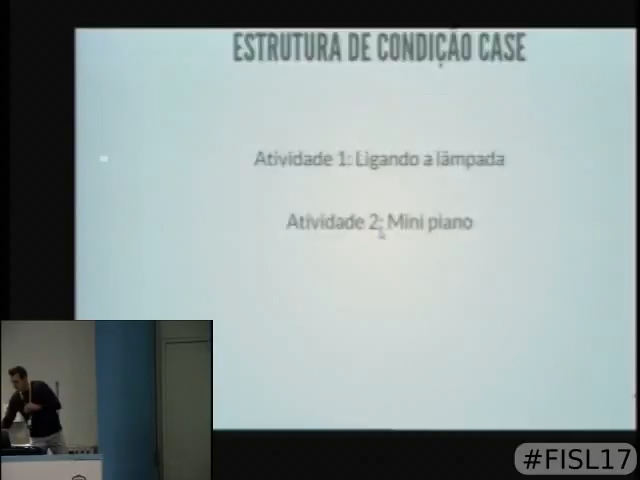 ESTRUTURA DE CONDIÇÃO CASE
Atividade 1: Ligando a lâmpada
Atividade 2: Mini piano
#FISL17